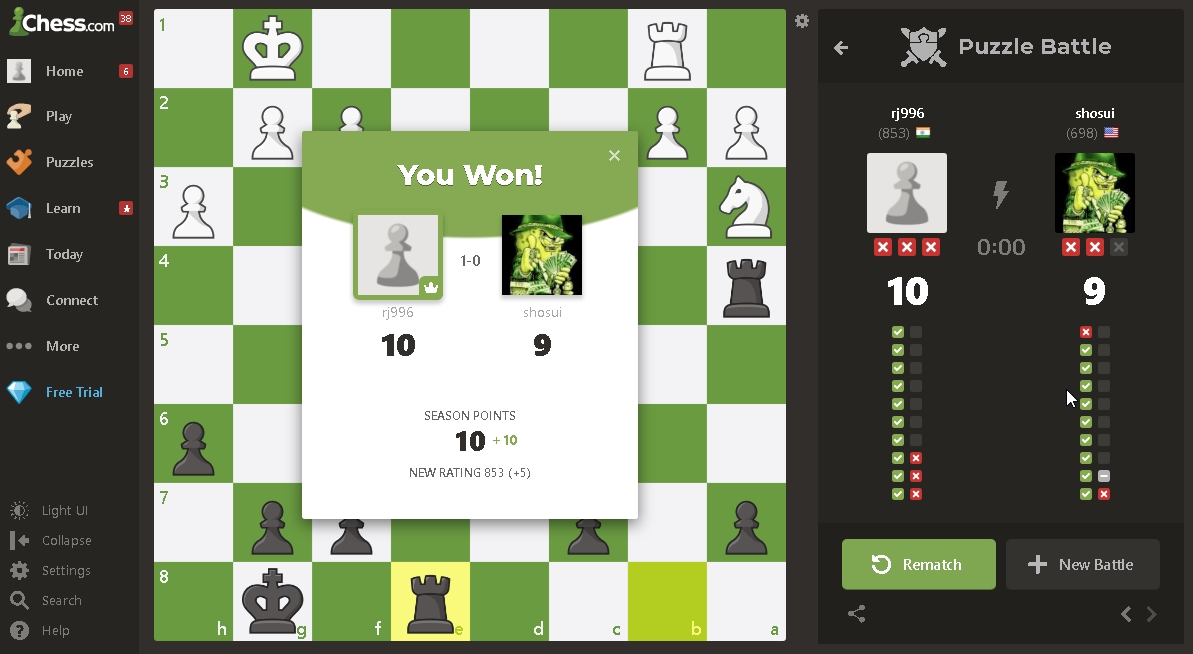 Chess.com 38
Home 6
Play
Puzzles
Learn
Today
Connect
More
Free Trial
Light UI
Collapse
Settings
Search
Help
1
2
3
4
5
6
7
8
h g f e d c b a
You Won!
1-0
rj996 shosui
10 9
SEASON POINTS
10 +10
NEW RATING 853 (+5)
Puzzle Battle
rj996 shosui
(853) (698)
0:00
10 9
Rematch New Battle